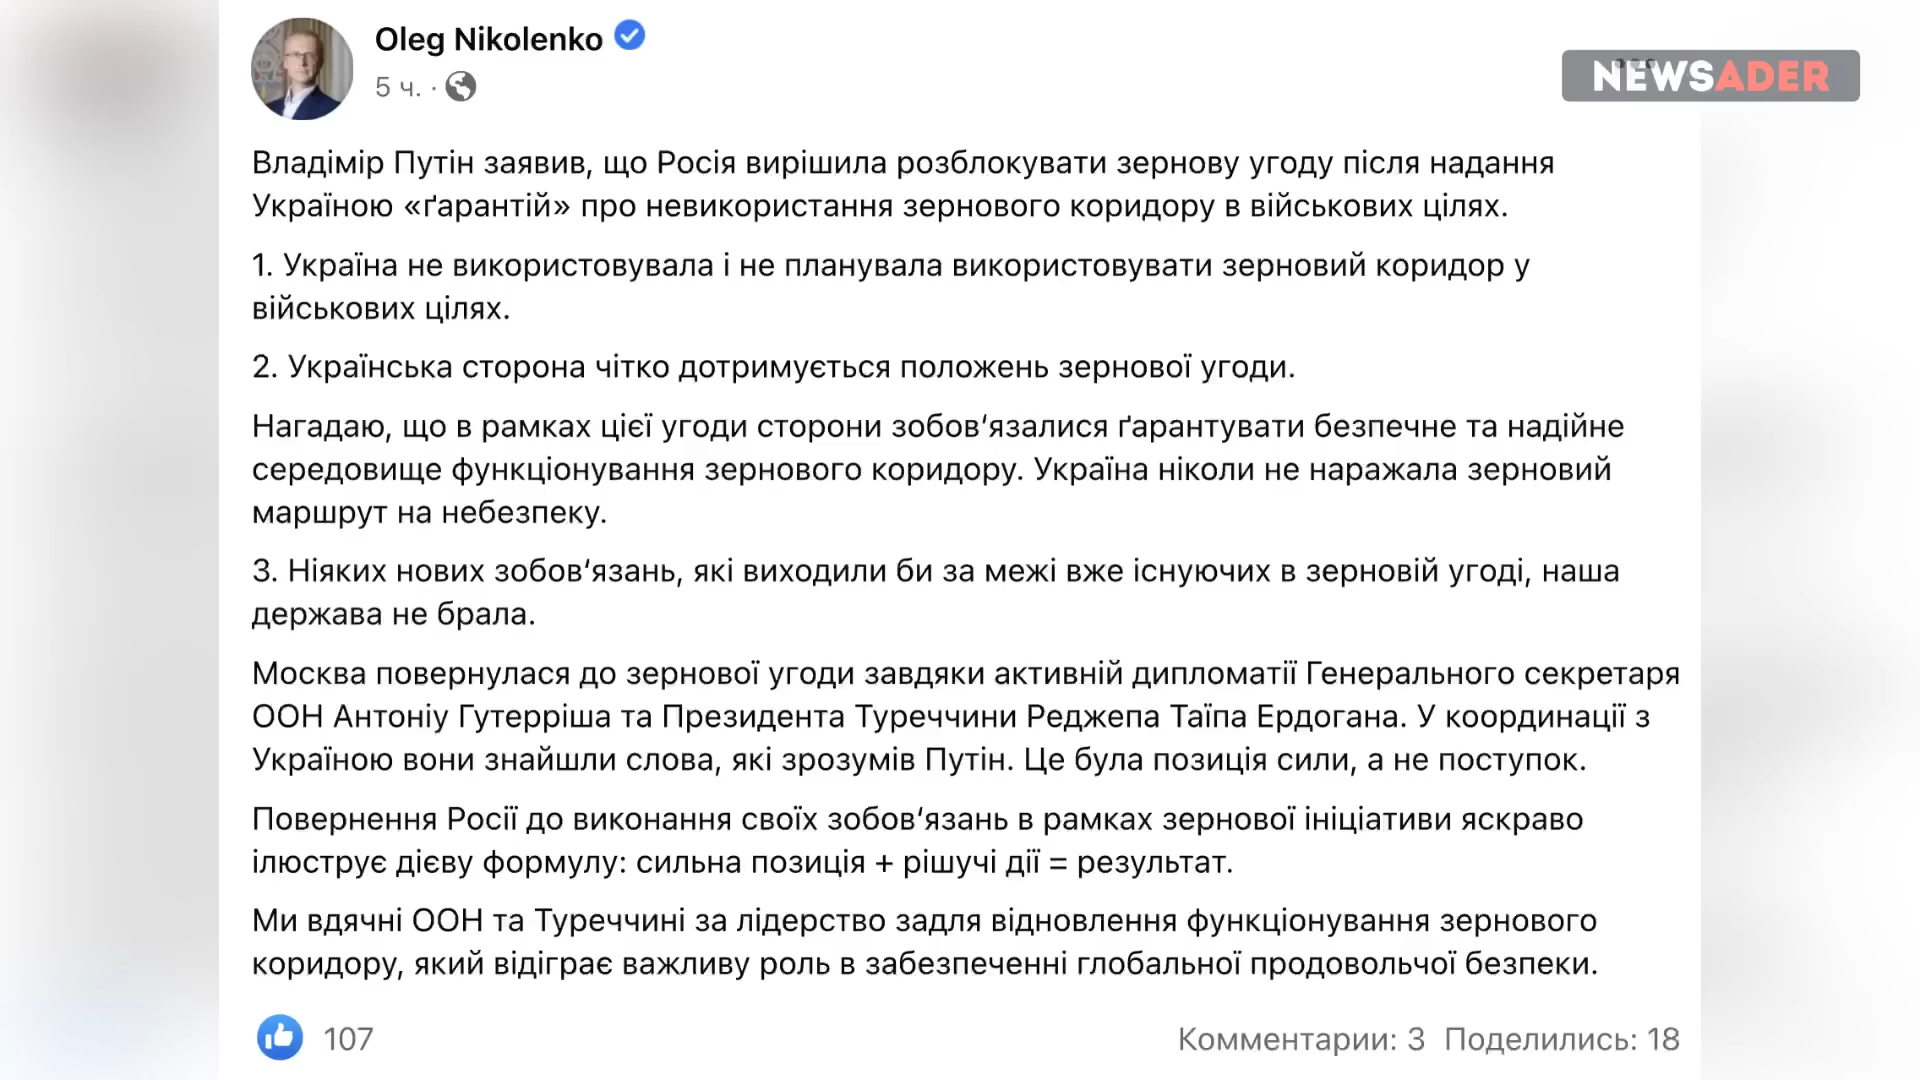 Oleg Nikolenko
5 ч. ·
NEWSADER
Владімір Путін заявив, що Росія вирішила розблокувати зернову угоду після надання
Україною «ґарантій» про невикористання зернового коридору в військових цілях.
1. Україна не використовувала і не планувала використовувати зерновий коридор у
військових цілях.
2. Українська сторона чітко дотримується положень зернової угоди.
Нагадаю, що в рамках цієї угоди сторони зобов‘язалися ґарантувати безпечне та надійне
середовище функціонування зернового коридору. Україна ніколи не наражала зерновий
маршрут на небезпеку.
3. Ніяких нових зобов‘язань, які виходили би за межі вже існуючих в зерновій угоді, наша
держава не брала.
Москва повернулася до зернової угоди завдяки активній дипломатії Генерального секретаря
ООН Антоніу Гутерріша та Президента Туреччини Реджепа Таїпа Ердогана. У координації з
Україною вони знайшли слова, які зрозумів Путін. Це була позиція сили, а не поступок.
Повернення Росії до виконання своїх зобов‘язань в рамках зернової ініціативи яскраво
ілюструє дієву формулу: сильна позиція + рішучі дії = результат.
Ми вдячні ООН та Туреччині за лідерство задля відновлення функціонування зернового
коридору, який відіграє важливу роль в забезпеченні глобальної продовольчої безпеки.
107
Комментарии: 3 Поделились: 18